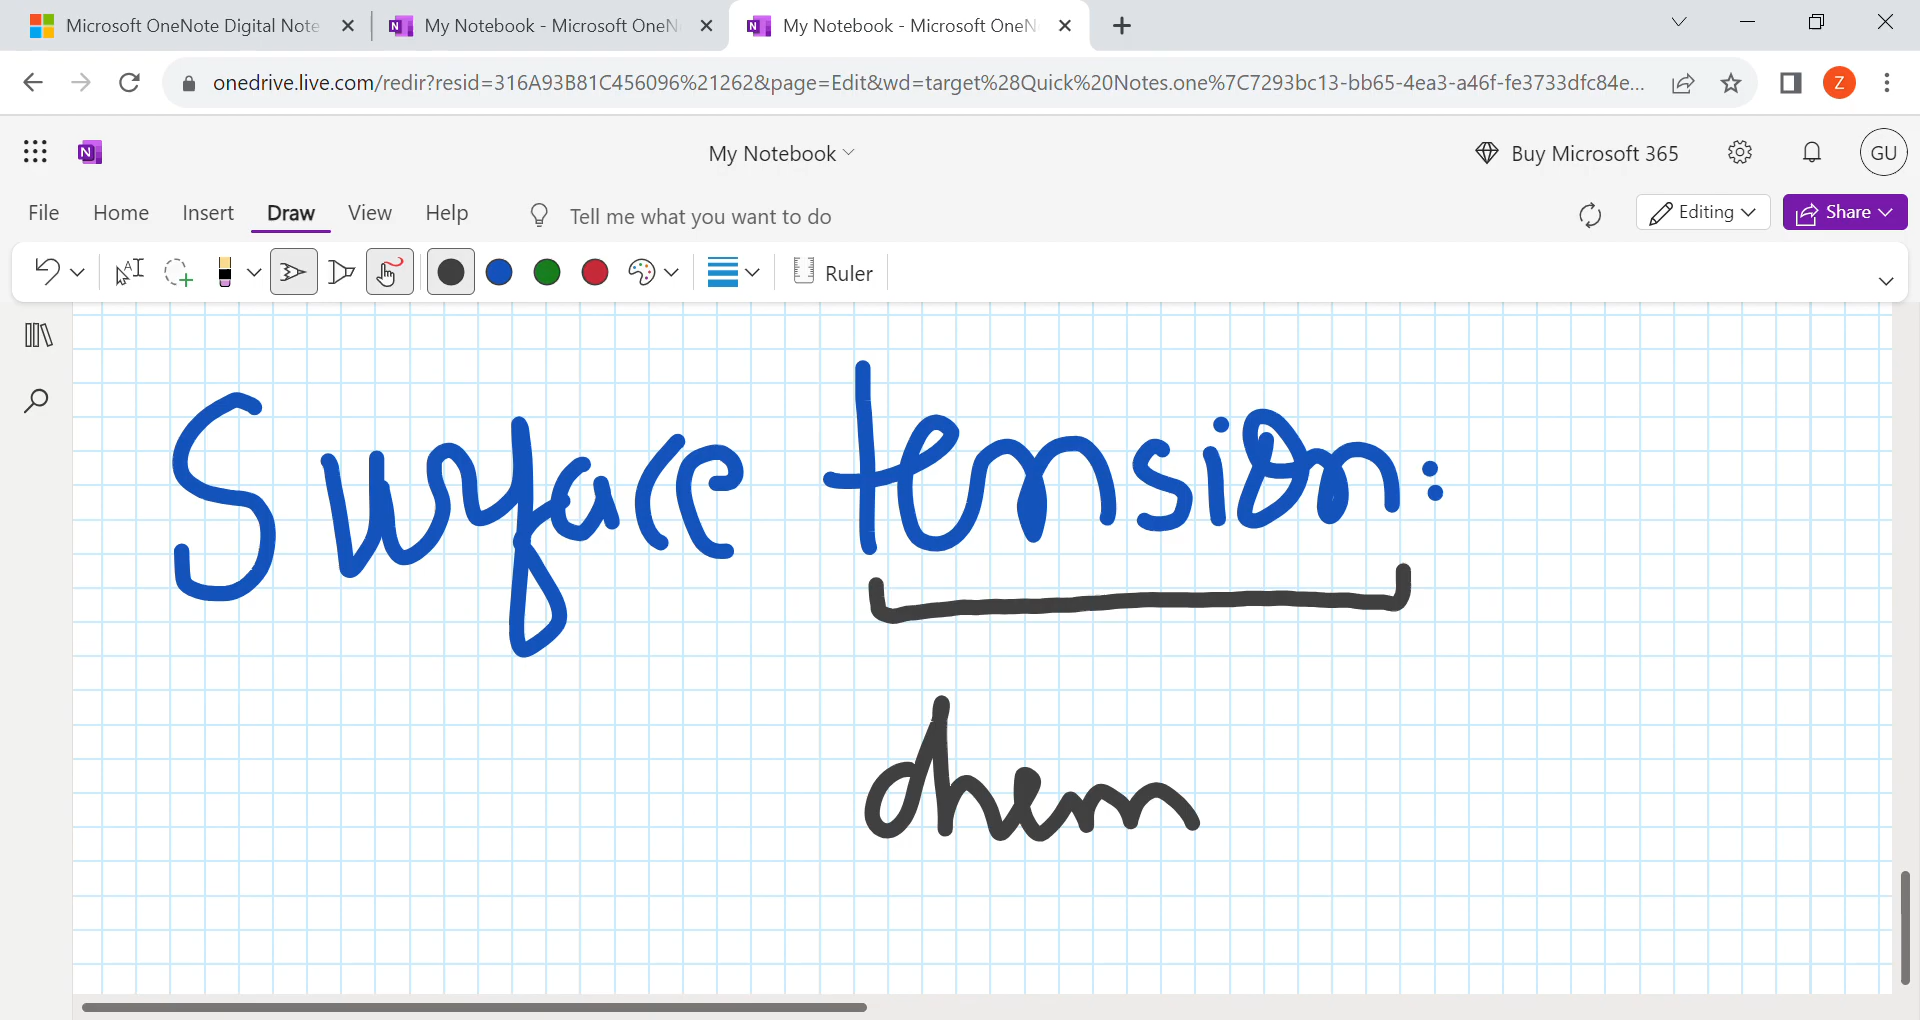 Microsoft OneNote Digital Note
My Notebook - Microsoft OneN
My Notebook - Microsoft OneN
onedrive.live.com/redir?resid=316A93B81C456096%21262&page=Edit&wd=target%28Quick%20Notes.one%7C7293bc13-bb65-4ea3-a46f-fe3733dfc84e...
Z
My Notebook
Buy Microsoft 365
GU
File Home Insert Draw View Help Tell me what you want to do
Editing
Share
Ruler
Surface tension: